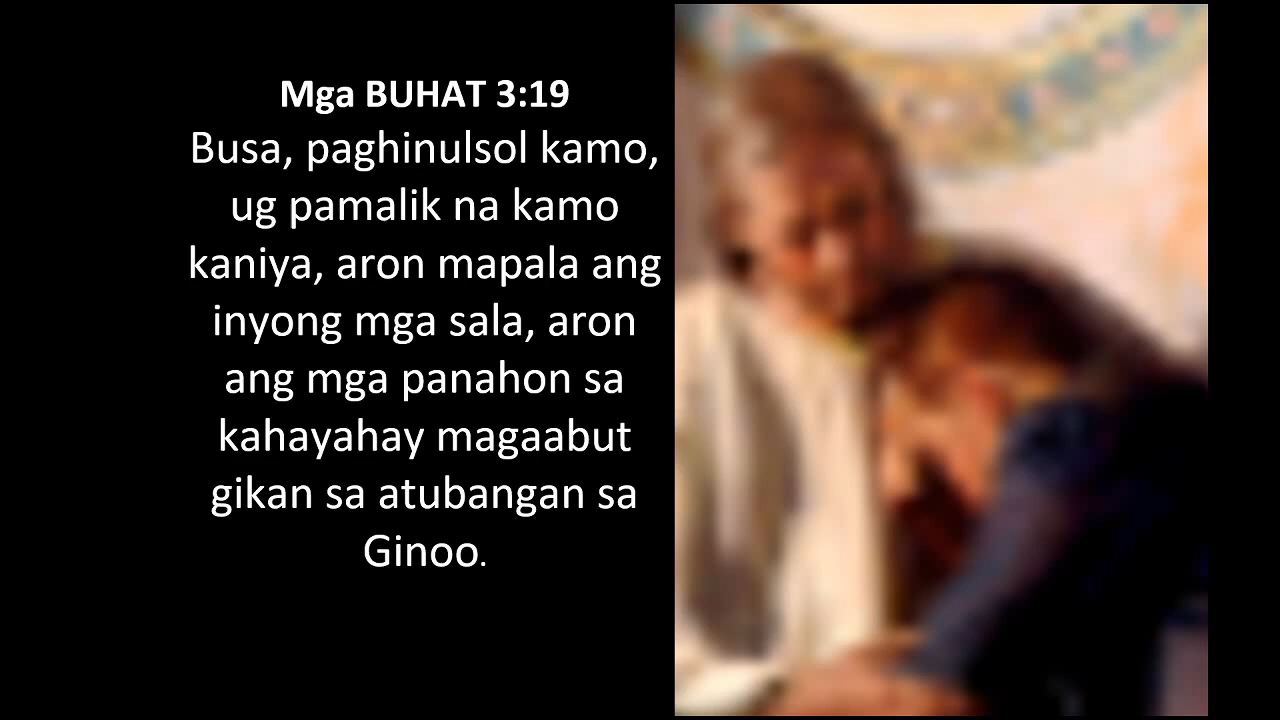 Mga BUHAT 3:19
Busa, paghinulsol kamo,
ug pamalik na kamo
kaniya, aron mapala ang
inyong mga sala, aron
ang mga panahon sa
kahayahay magaabut
gikan sa atubangan sa
Ginoo.